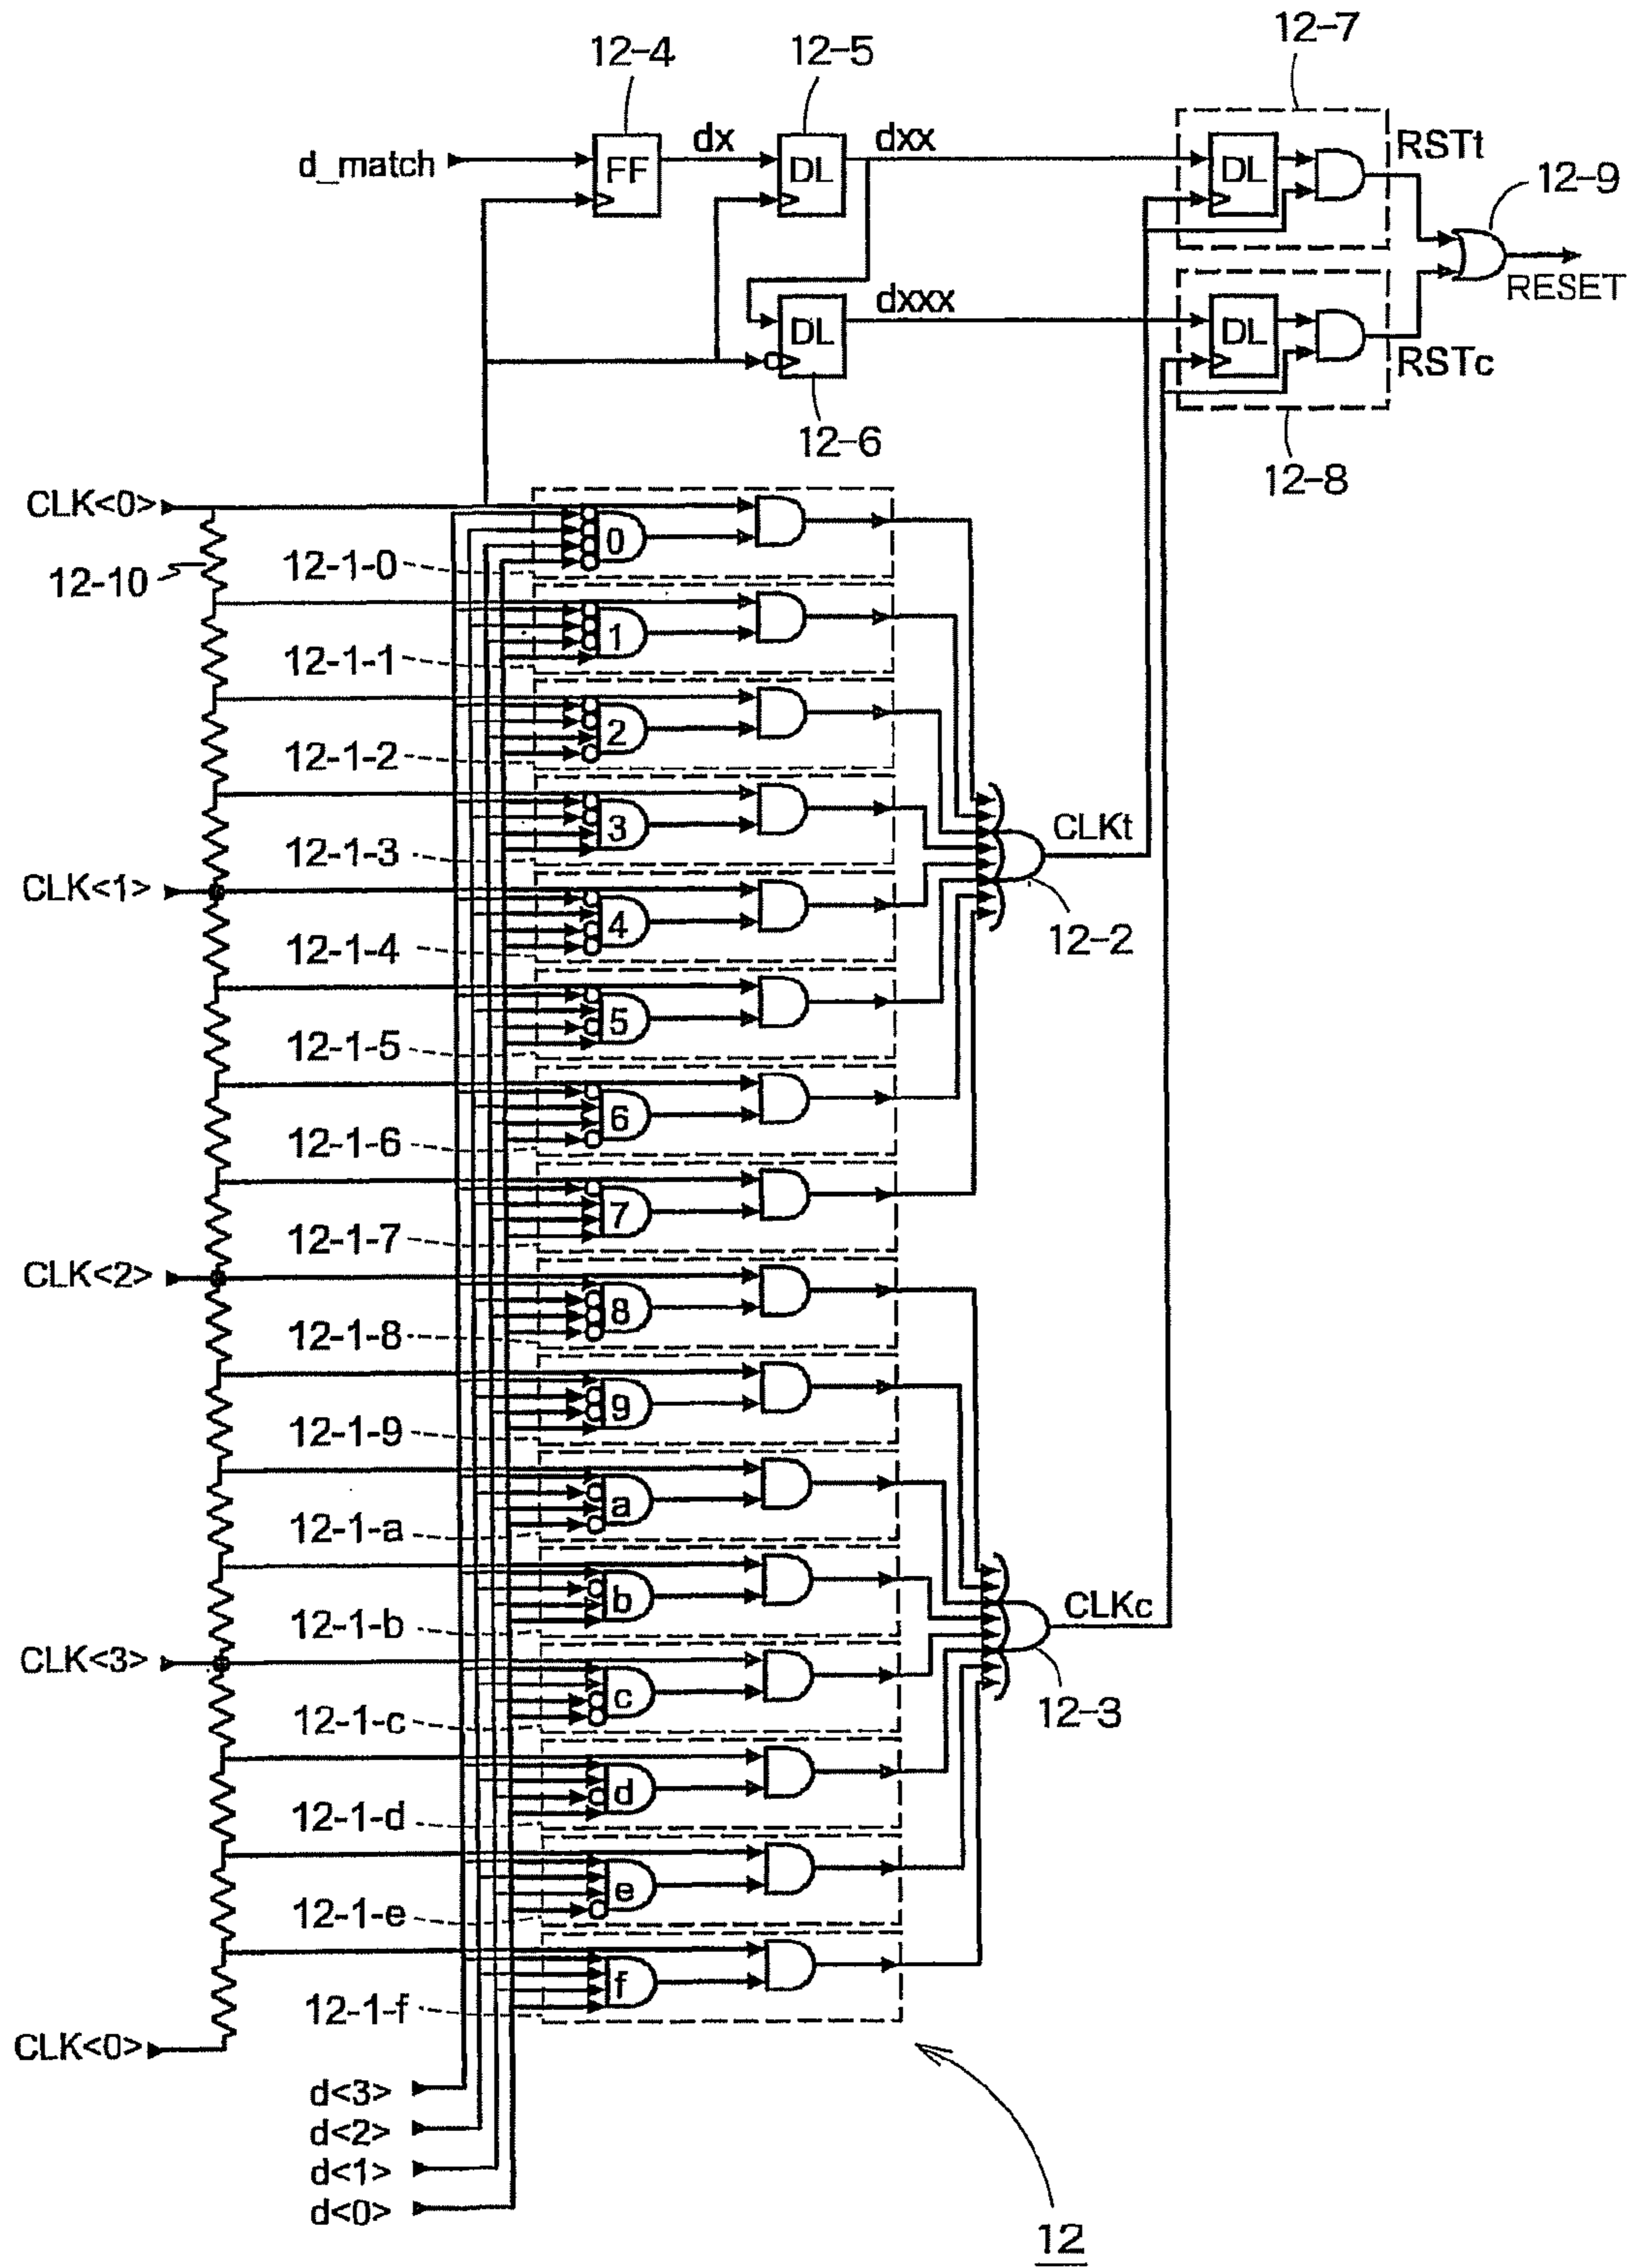 12-4
12-5
12-7
d_match
FF
dx
DL
dxx
DL
RSTt
12-9
DL
dxxx
DL
RESET
RSTc
12-6
12-8
CLK<0>
0
12-10
12-1-0
1
12-1-1
2
12-1-2
3
12-1-3
CLKt
CLK<1>
4
12-2
12-1-4
5
12-1-5
6
12-1-6
7
12-1-7
CLK<2>
8
12-1-8
9
12-1-9
a
12-1-a
b
CLKc
12-1-b
CLK<3>
c
12-3
12-1-c
d
12-1-d
e
12-1-e
f
12-1-f
CLK<0>
d<3>
d<2>
d<1>
d<0>
12